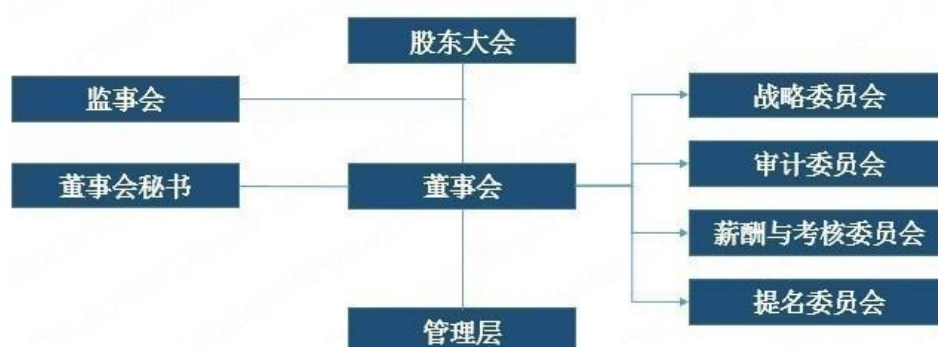 股东大会
监事会
战略委员会
审计委员会
董事会秘书
董事会
薪酬与考核委员会
提名委员会
管理层